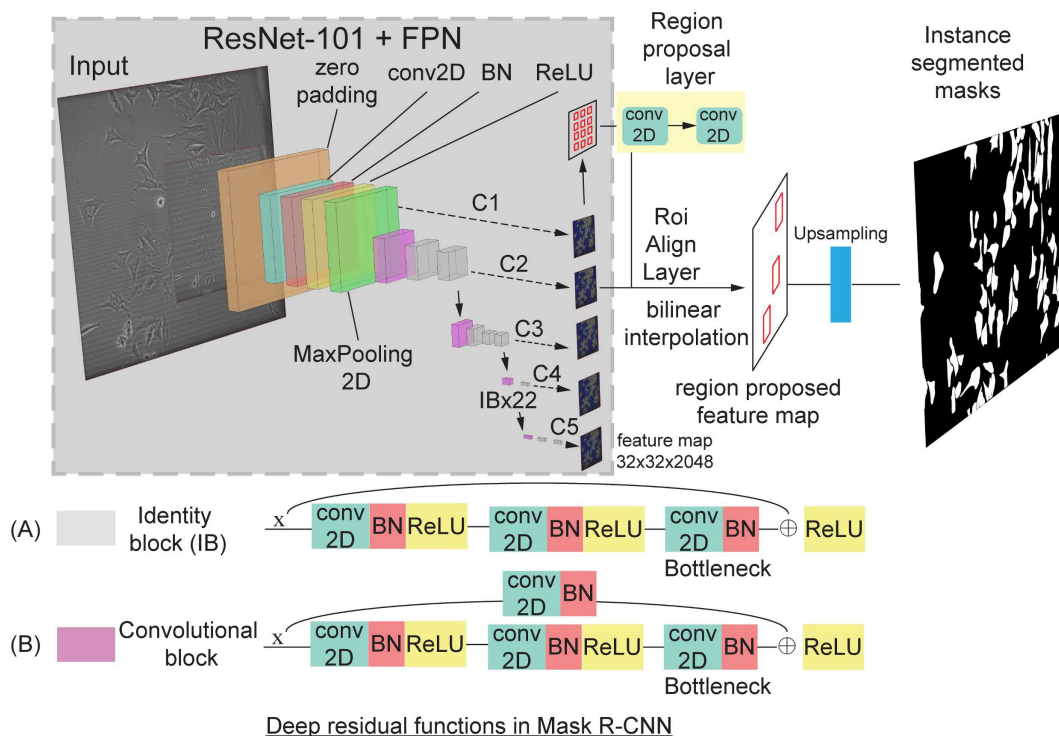 ResNet-101 + FPN
Input
zero
padding
conv2D
BN
ReLU
Region
proposal
layer
conv
2D
conv
2D
Instance
segmented
masks
C1
C2
C3
C4
IBx22
C5
MaxPooling
2D
Roi
Align
Layer
bilinear
interpolation
Upsampling
region proposed
feature map
feature map
32x32x2048
(A)
Identity
block (IB)
x
conv
2D
BN
ReLU
conv
2D
BN
ReLU
conv
2D
BN
⊕
ReLU
Bottleneck
conv
2D
BN
(B)
Convolutional
block
x
conv
2D
BN
ReLU
conv
2D
BN
ReLU
conv
2D
BN
⊕
ReLU
Bottleneck
Deep residual functions in Mask R-CNN